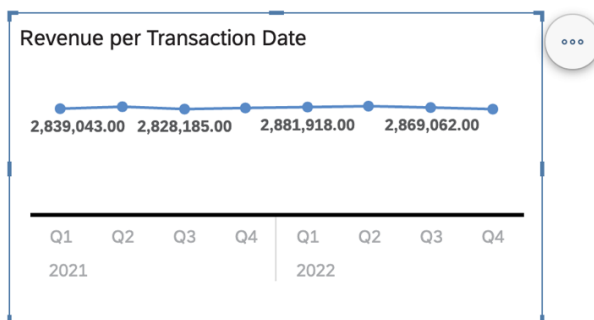 Revenue per Transaction Date
2,839,043.00 2,828,185.00 2,881,918.00 2,869,062.00
Q1 Q2 Q3 Q4 Q1 Q2 Q3 Q4
2021 2022